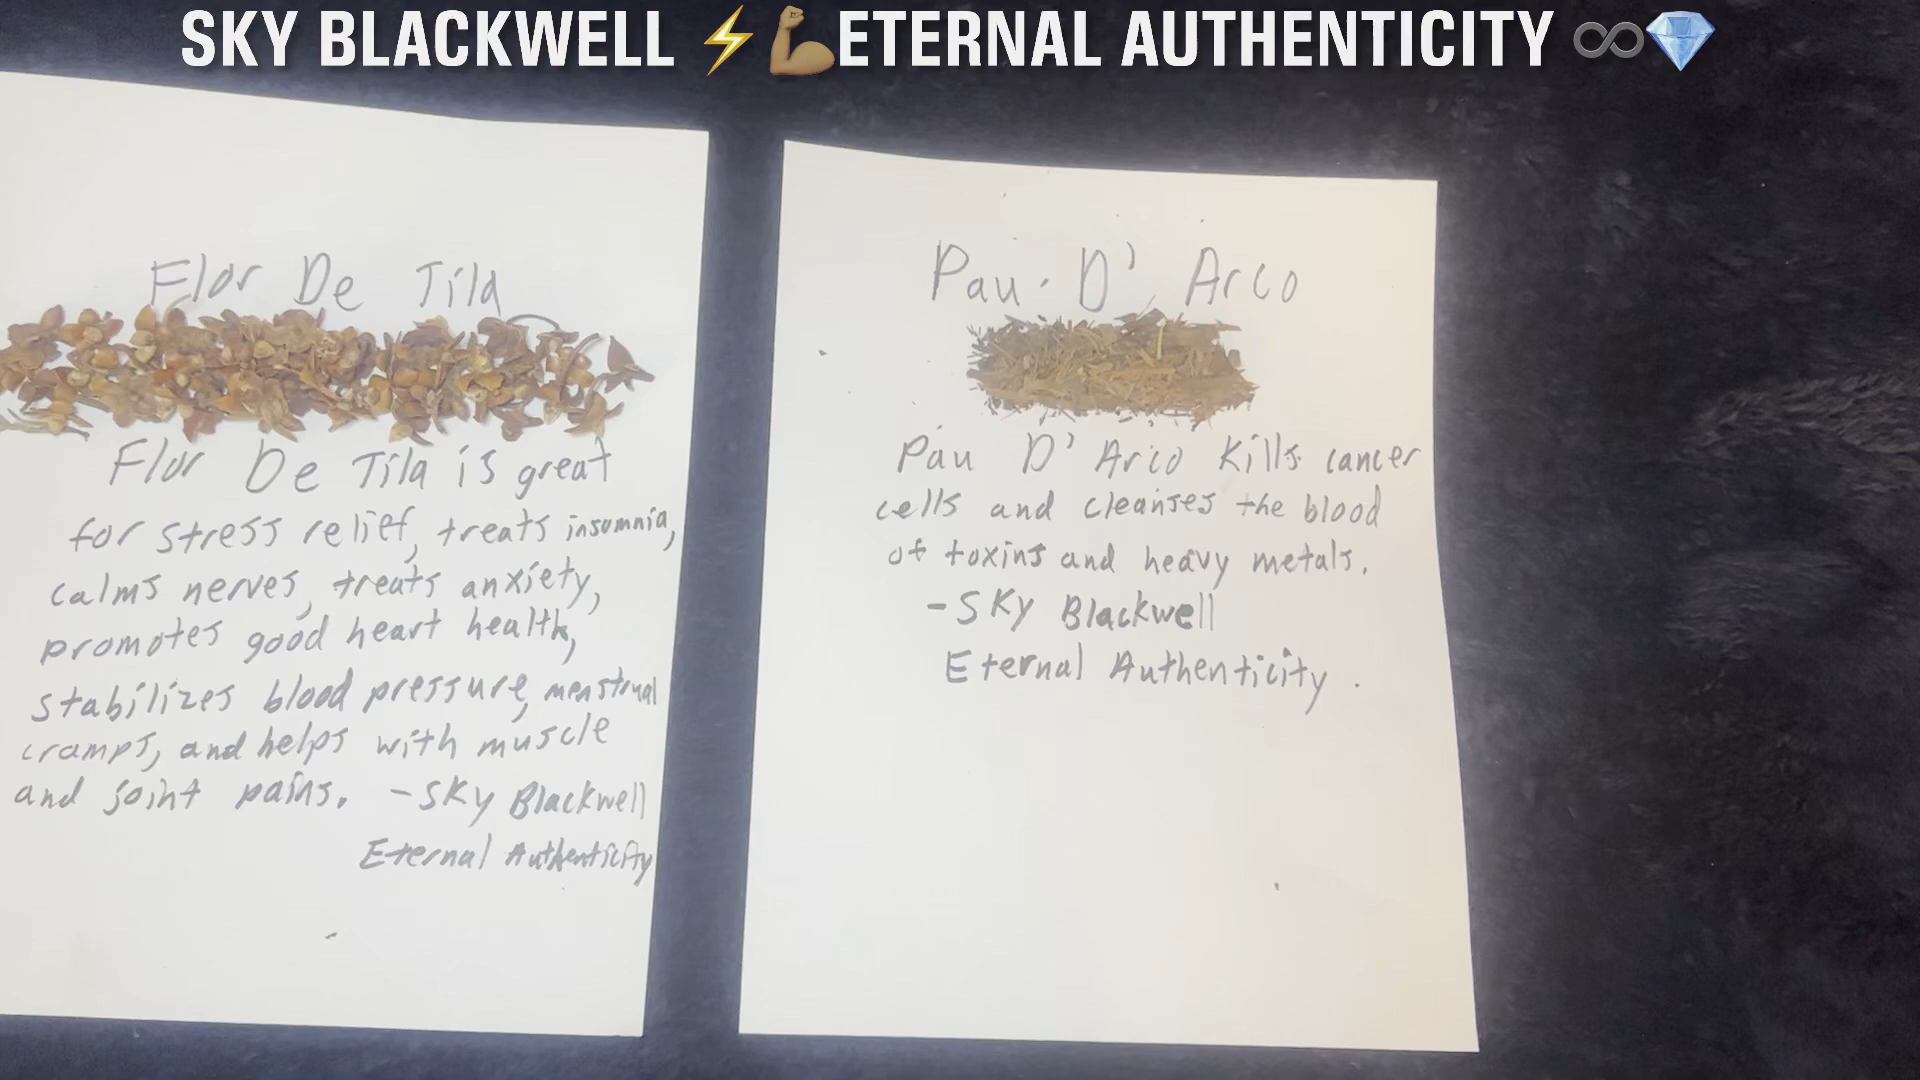 SKY BLACKWELL ⚡💪🏽ETERNAL AUTHENTICITY ♾💎
Flor De Tila
Flor De Tila is great
for stress relief, treats insomnia,
calms nerves, treats anxiety,
promotes good heart health,
stabilizes blood pressure, menstrual
cramps, and helps with muscle
and joint pains. -Sky Blackwell
Eternal Authenticity
Pau D' Arco
Pau D' Arco Kills cancer
cells and cleanses the blood
of toxins and heavy metals.
-Sky Blackwell
Eternal Authenticity.